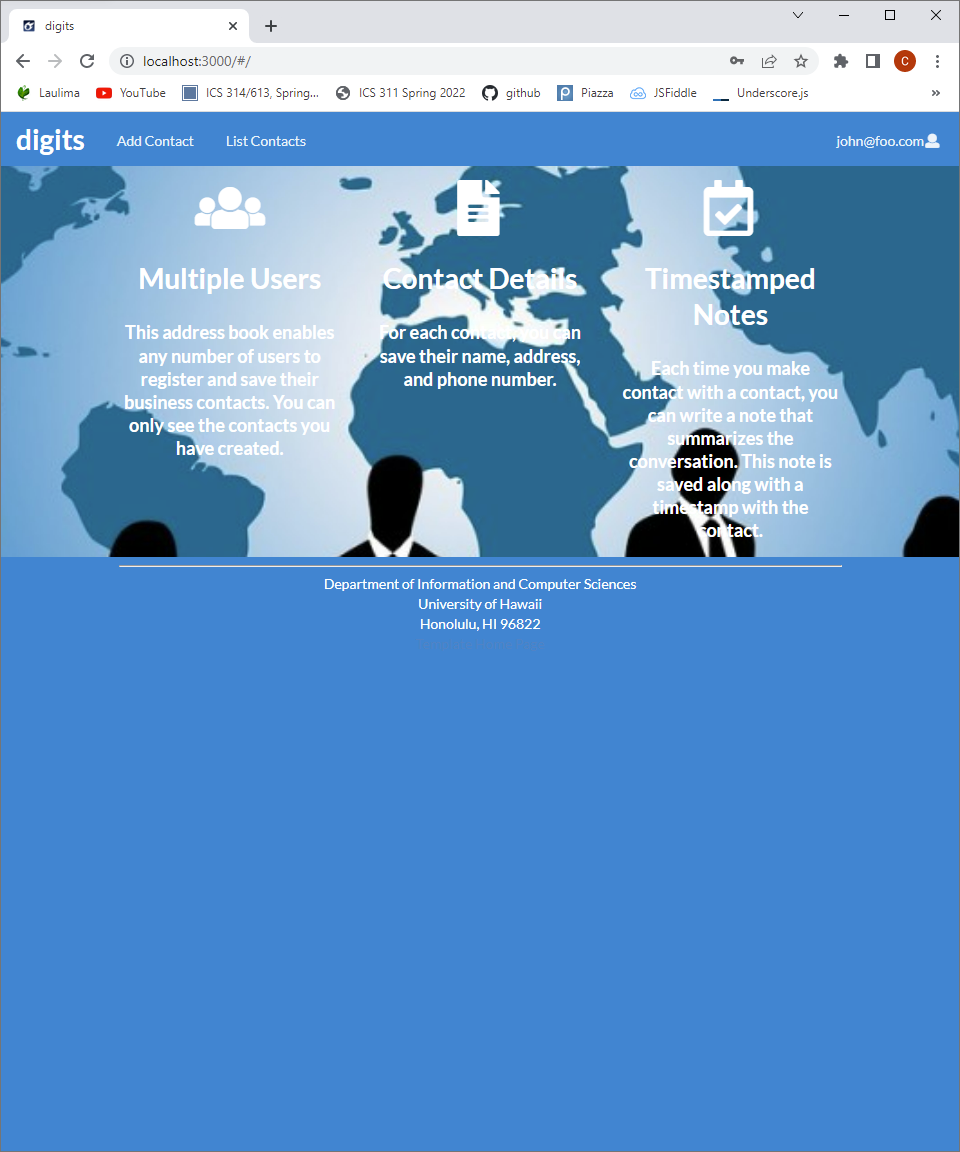 digits
localhost:3000/#/
C
Laulima
YouTube
ICS 314/613, Spring...
ICS 311 Spring 2022
github
Piazza
JSFiddle
Underscore.js
»
digits
Add Contact
List Contacts
john@foo.com
Multiple Users
This address book enables
any number of users to
register and save their
business contacts. You can
only see the contacts you
have created.
Contact Details
For each contact, you can
save their name, address,
and phone number.
Timestamped
Notes
Each time you make
contact with a contact, you
can write a note that
summarizes the
conversation. This note is
saved along with a
timestamp with the
contact.
Department of Information and Computer Sciences
University of Hawaii
Honolulu, HI 96822